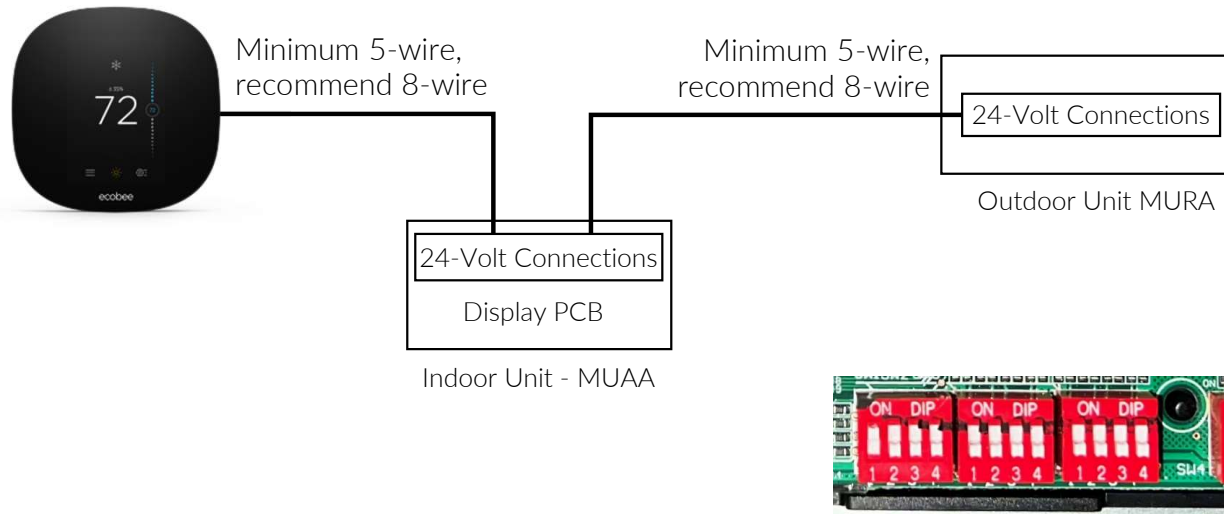 Minimum 5-wire,
recommend 8-wire
Minimum 5-wire,
recommend 8-wire
72
ecobee
24-Volt Connections
Outdoor Unit MURA
24-Volt Connections
Display PCB
Indoor Unit - MUAA
ON DIP
ON DIP
ON DIP
ON
1 2 3 4
1 2 3 4
1 2 3 4
SW4